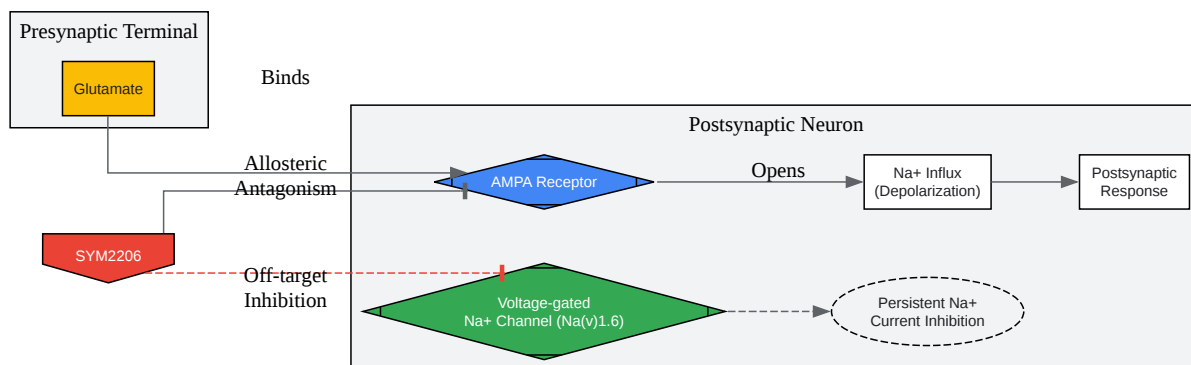 Presynaptic Terminal
Glutamate
Binds
Postsynaptic Neuron
Allosteric
Antagonism
AMPA Receptor
Opens
Na+ Influx
(Depolarization)
Postsynaptic
Response
SYM2206
Off-target
Inhibition
Voltage-gated
Na+ Channel (Na(v)1.6)
Persistent Na+
Current Inhibition